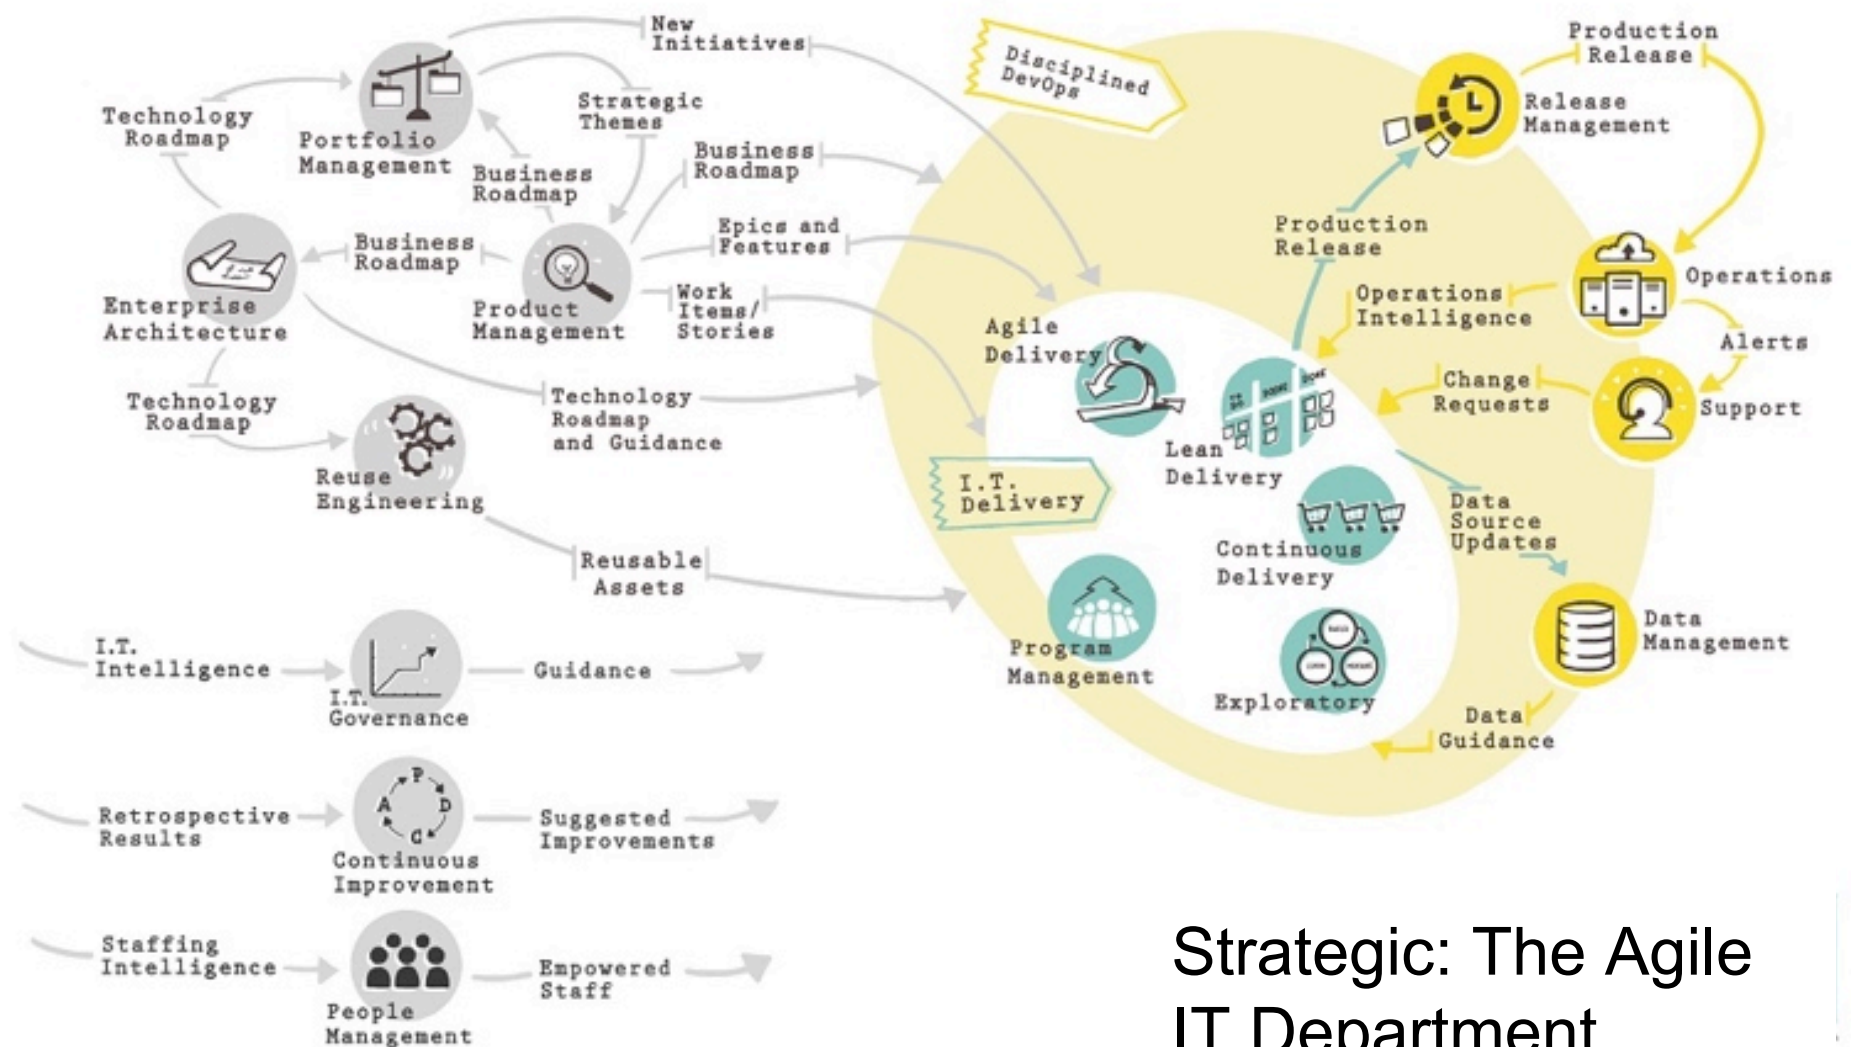 New
Initiatives
Technology
Roadmap
Portfolio
Management
Strategic
Themes
Business
Roadmap
Business
Roadmap
Enterprise
Architecture
Business
Roadmap
Product
Management
Epics and
Features
Work
Items/
Stories
Technology
Roadmap
Technology
Roadmap
and Guidance
Reuse
Engineering
Reusable
Assets
I.T.
Intelligence
I.T.
Governance
Guidance
Retrospective
Results
P
A
D
C
Continuous
Improvement
Suggested
Improvements
Staffing
Intelligence
People
Management
Empowered
Staff
Disciplined
DevOps
Production
Release
Release
Management
Production
Release
Operations
Operations
Intelligence
Alerts
Change
Requests
Support
Agile
Delivery
TO
DO
DOING
DONE
Lean
Delivery
I.T.
Delivery
Data
Source
Updates
Continuous
Delivery
Program
Management
Exploratory
Data
Management
Data
Guidance
Strategic: The Agile
IT Department